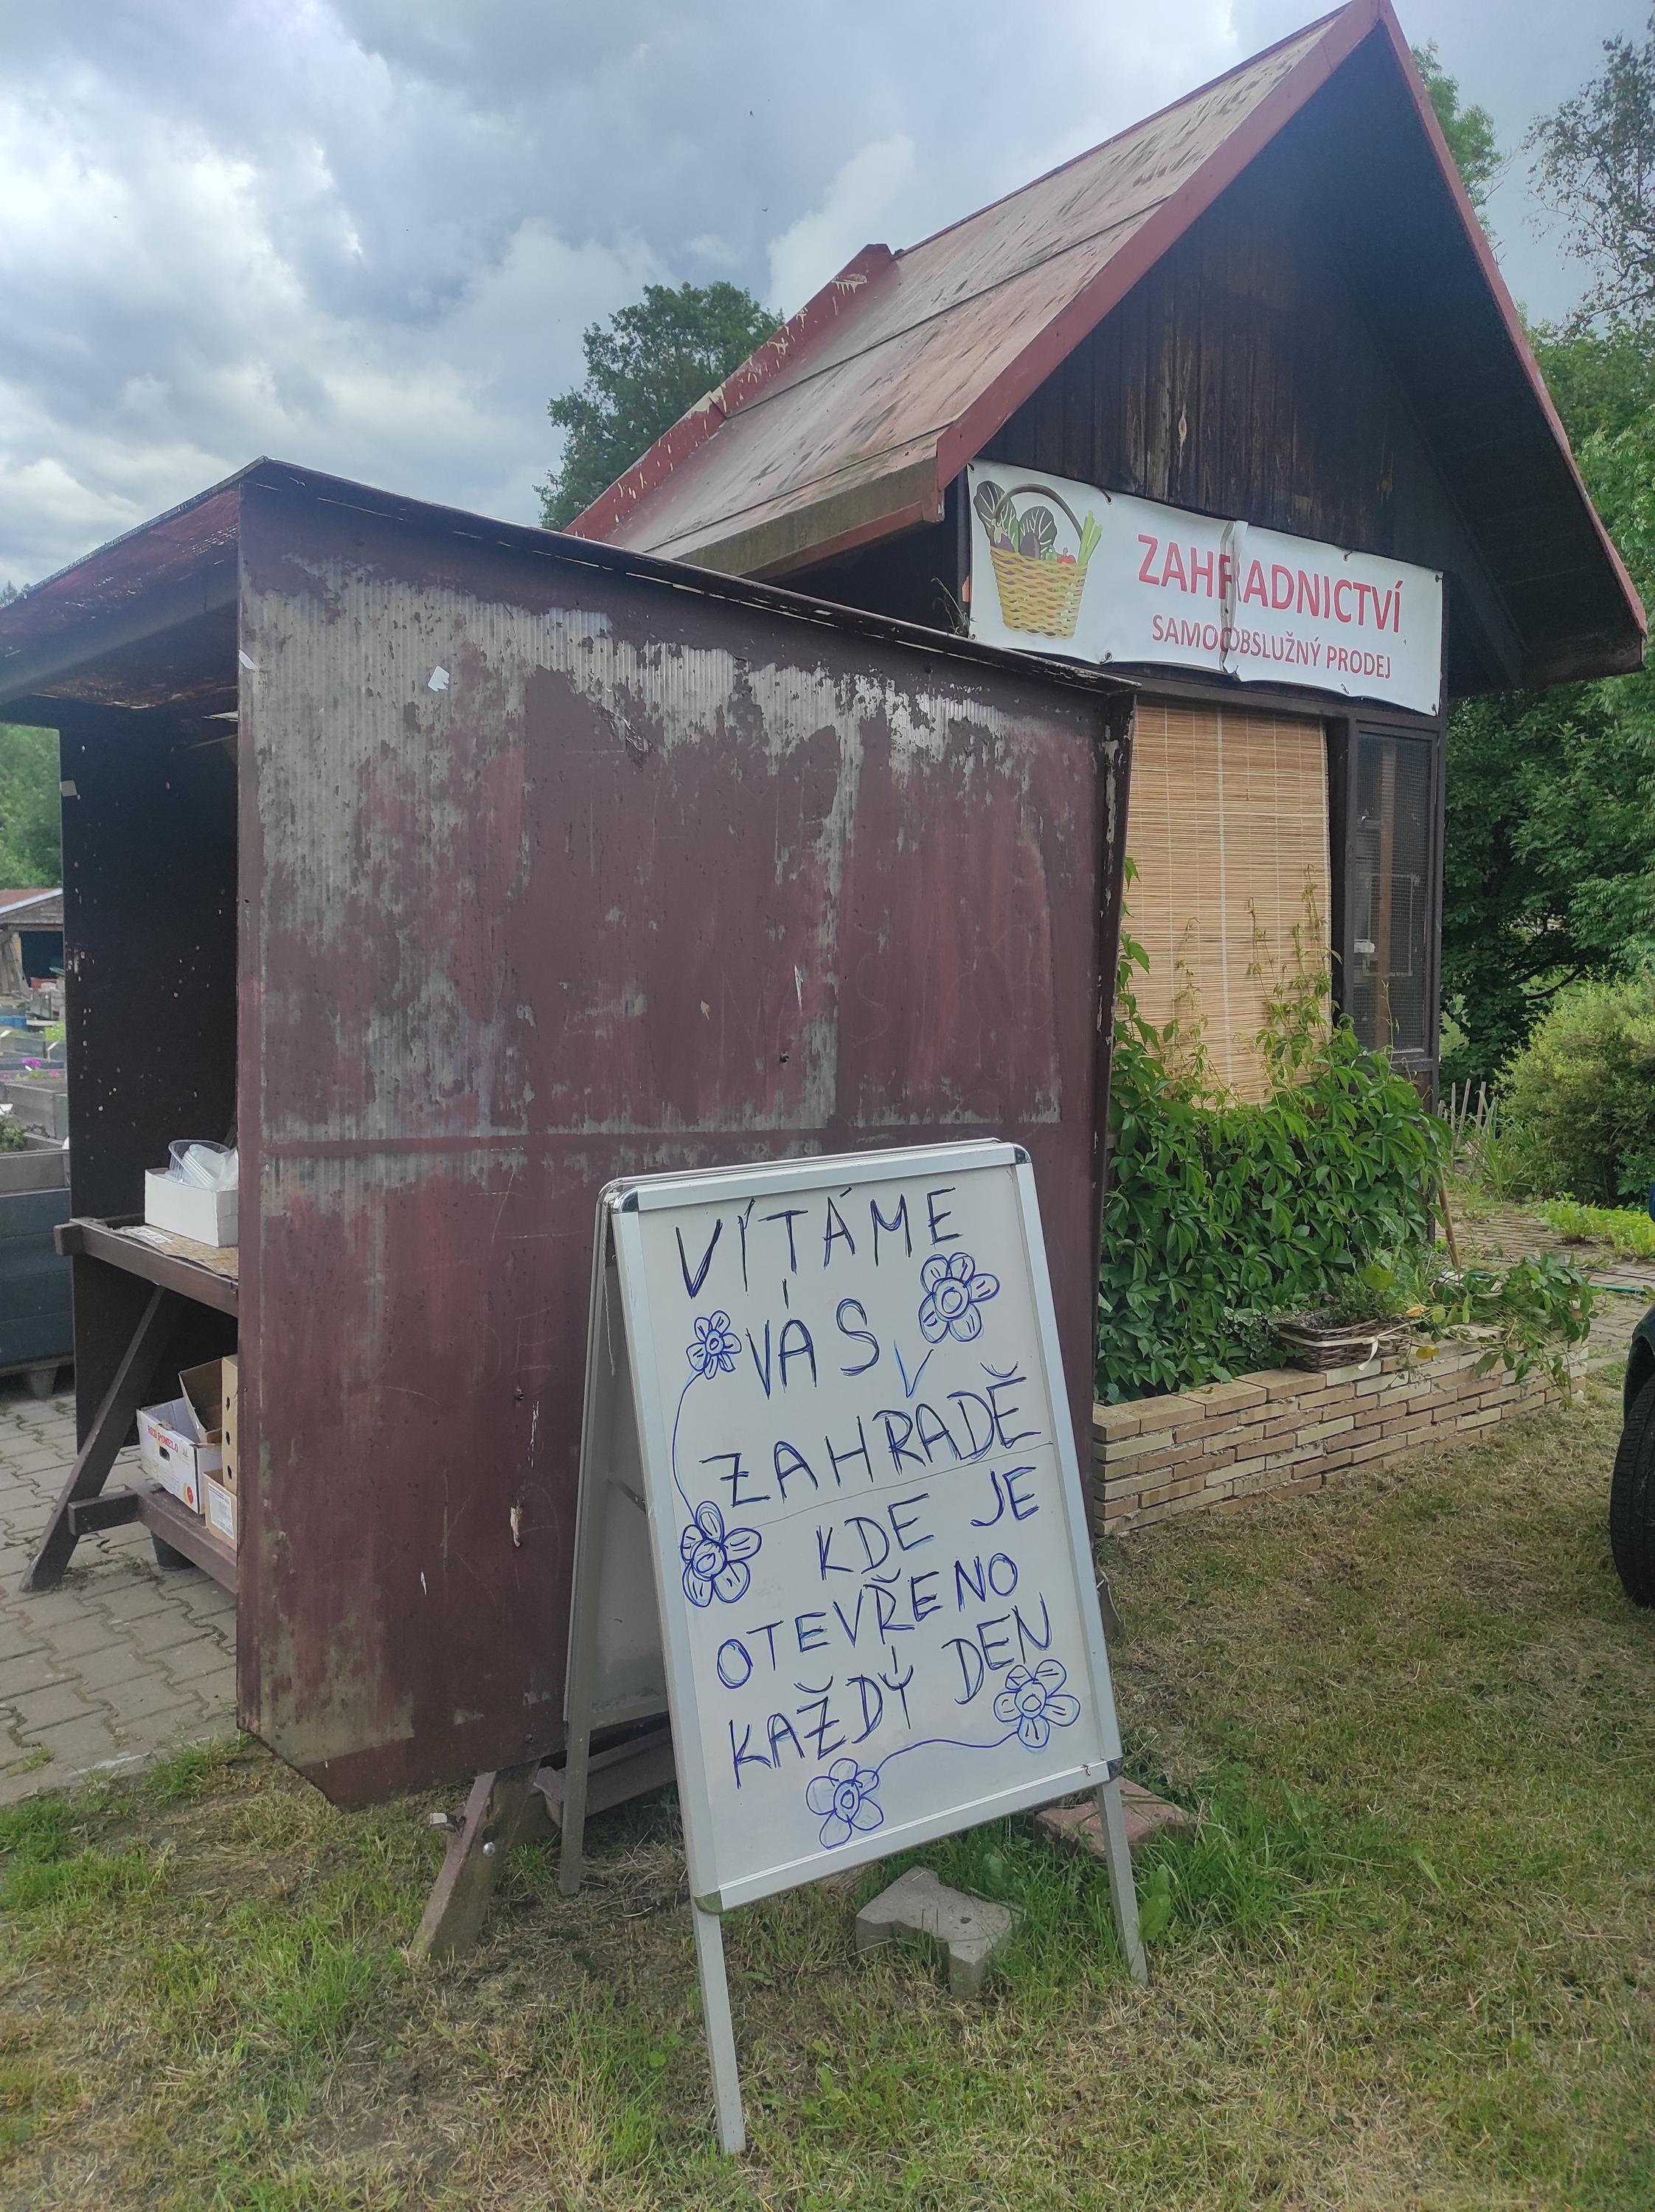 ZAHRADNICTVÍ
SAMOOBSLUŽNÝ PRODEJ
VÍTÁME
VÁS V
ZAHRADĚ
KDE JE
OTEVŘENO
KAŽDÝ DEN